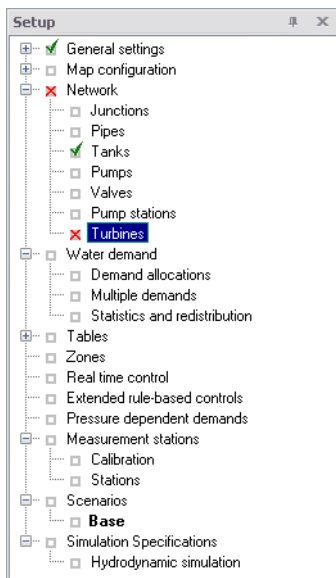 Setup
General settings
Map configuration
Network
Junctions
Pipes
Tanks
Pumps
Valves
Pump stations
Turbines
Water demand
Demand allocations
Multiple demands
Statistics and redistribution
Tables
Zones
Real time control
Extended rule-based controls
Pressure dependent demands
Measurement stations
Calibration
Stations
Scenarios
Base
Simulation Specifications
Hydrodynamic simulation